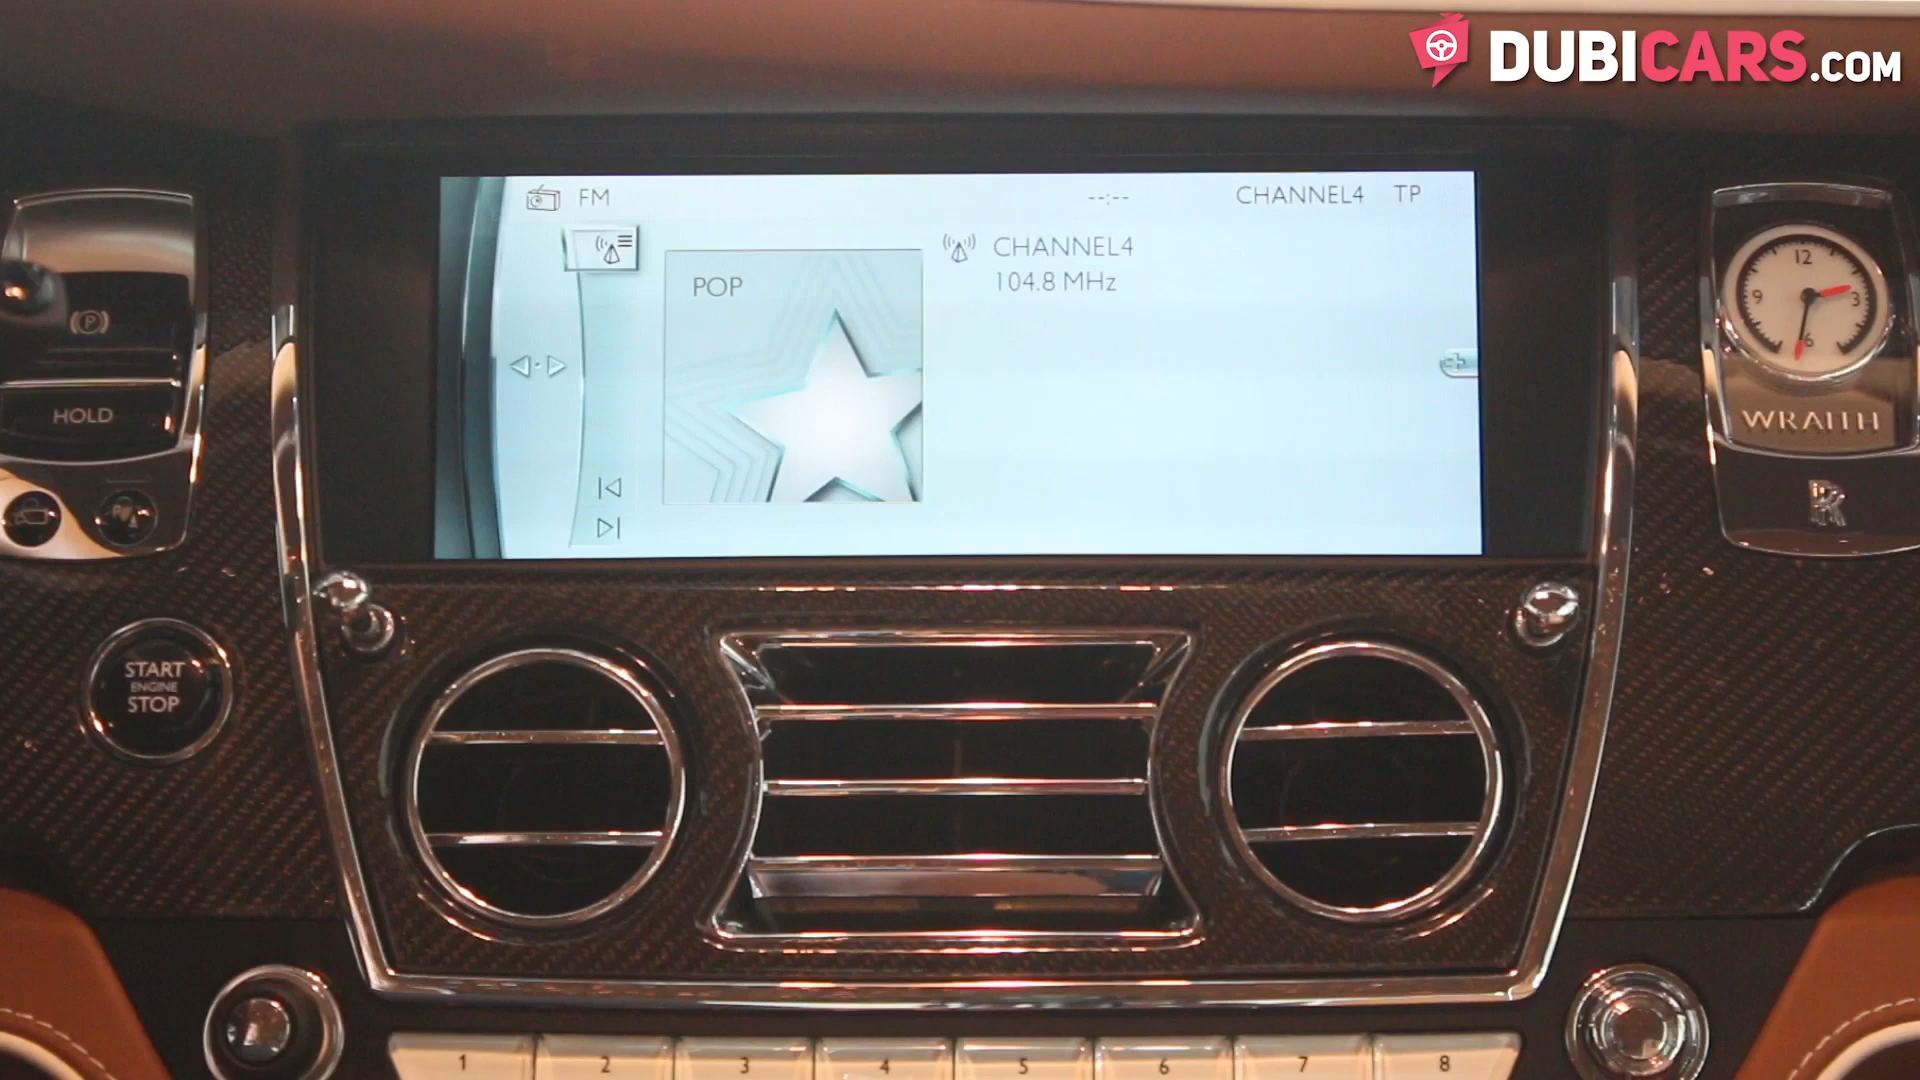 DUBICARS.COM
FM
--:--
CHANNEL4 TP
CHANNEL4
104.8 MHz
POP
(P)
HOLD
START
ENGINE
STOP
12
9 3
6
WRAITH
RR
1 2 3 4 5 6 7 8